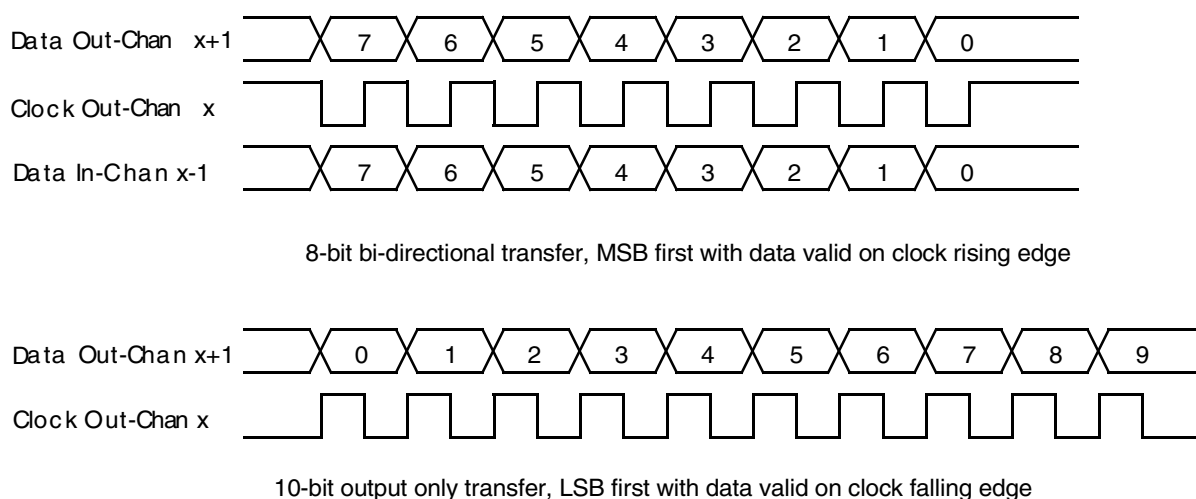 Data Out-Chan x+1 7 6 5 4 3 2 1 0
Clock Out-Chan x
Data In-Chan x-1 7 6 5 4 3 2 1 0
8-bit bi-directional transfer, MSB first with data valid on clock rising edge
Data Out-Chan x+1 0 1 2 3 4 5 6 7 8 9
Clock Out-Chan x
10-bit output only transfer, LSB first with data valid on clock falling edge